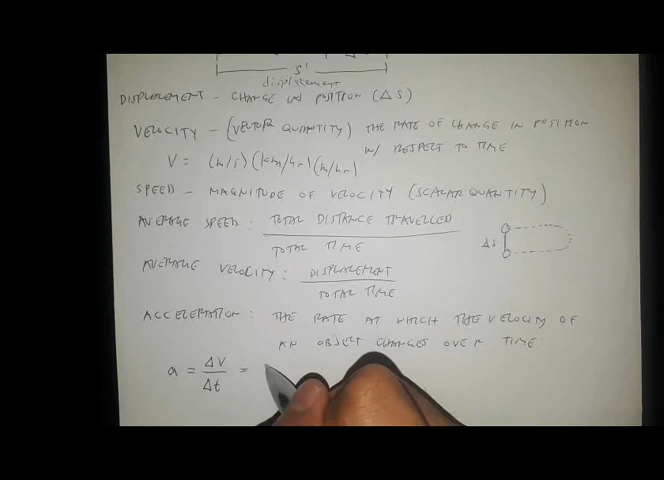 S'
displacement
DISPLACEMENT - CHANGE IN POSITION (ΔS)
VELOCITY - (VECTOR QUANTITY) THE RATE OF CHANGE IN POSITION
W/ RESPECT TO TIME
V = (m/s) (km/hr) (m/hr)
SPEED - MAGNITUDE OF VELOCITY (SCALAR QUANTITY)
AVERAGE SPEED: TOTAL DISTANCE TRAVELLED
TOTAL TIME
ΔS
AVERAGE VELOCITY: DISPLACEMENT
TOTAL TIME
ACCELERATION: THE RATE AT WHICH THE VELOCITY OF
AN OBJECT CHANGES OVER TIME:
a = ΔV =
Δt